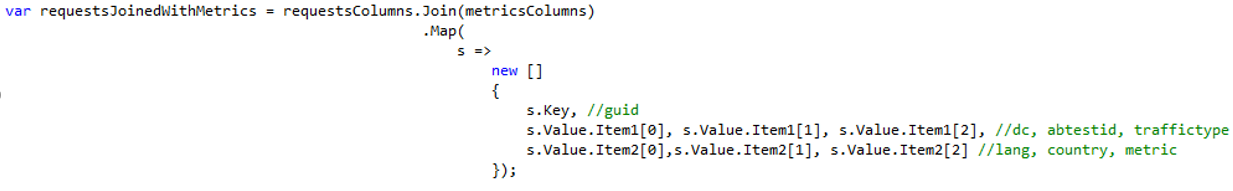 var requestsJoinedWithMetrics = requestsColumns.Join(metricsColumns)
.Map(
s =>
new []
{
s.Key, //guid
s.Value.Item1[0], s.Value.Item1[1], s.Value.Item1[2], //dc, abtestid, traffictype
s.Value.Item2[0],s.Value.Item2[1], s.Value.Item2[2] //lang, country, metric
});